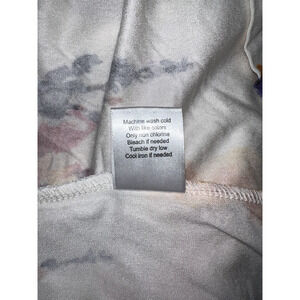 Machine wash cold
With like colors
Only non chlorine
Bleach if needed
Tumble dry low
Cool iron if needed